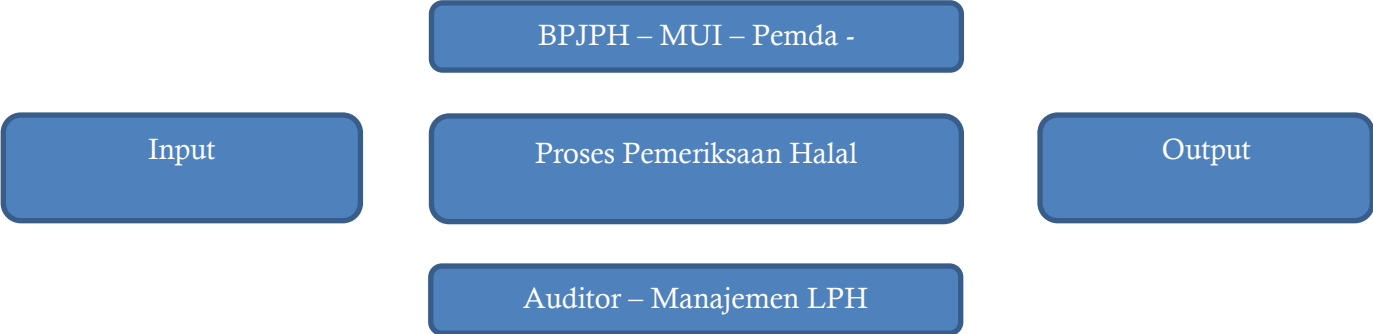 BPJPH – MUI – Pemda -
Input
Proses Pemeriksaan Halal
Output
Auditor – Manajemen LPH